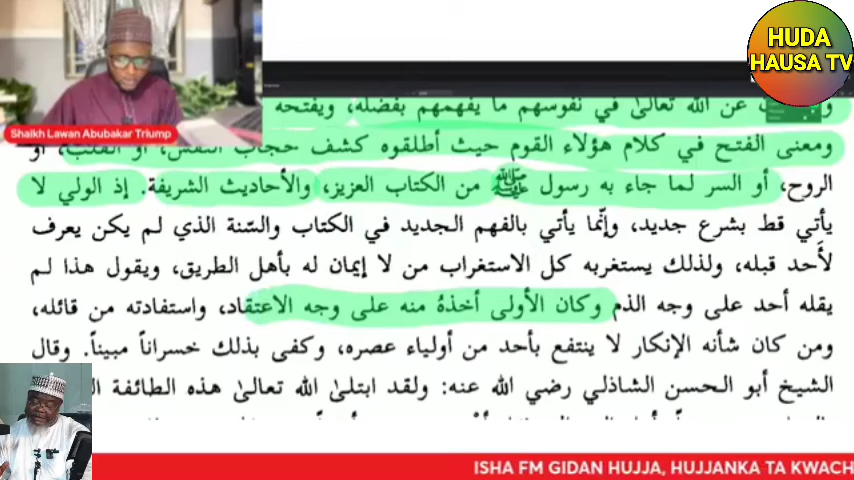 HUDA
HAUSA TV
Shaikh Lawan Abubakar Triump
عن الله تعالىٰ في نفوسهم ما يفهمهم بفضله، ويفتحه
ومعنى الفتح في كلام هؤلاء القوم حيث أطلقوه كشف حجاب النفس، أو القلب، أو
الروح، أو السر لما جاء به رسول ﷺ من الكتاب العزيز، والأحاديث الشريفة. إذ الولي لا
يأتي قط بشرع جديد، وإنّما يأتي بالفهم الجديد في الكتاب والسّنة الذي لم يكن يعرف
لأَحد قبله، ولذلك يستغربه كل الاستغراب من لا إيمان له بأهل الطريق، ويقول هذا لم
يقله أحد على وجه الذم وكان الأولى أخذهُ منه على وجه الاعتقاد، واستفادته من قائله،
ومن كان شأنه الإنكار لا ينتفع بأحد من أولياء عصره، وكفى بذلك خسراناً مبيناً. وقال
الشيخ أبو الحسن الشاذلي رضي الله عنه: ولقد ابتلىٰ الله تعالىٰ هذه الطائفة
ISHA FM GIDAN HUJJA, HUJJANKA TA KWACH